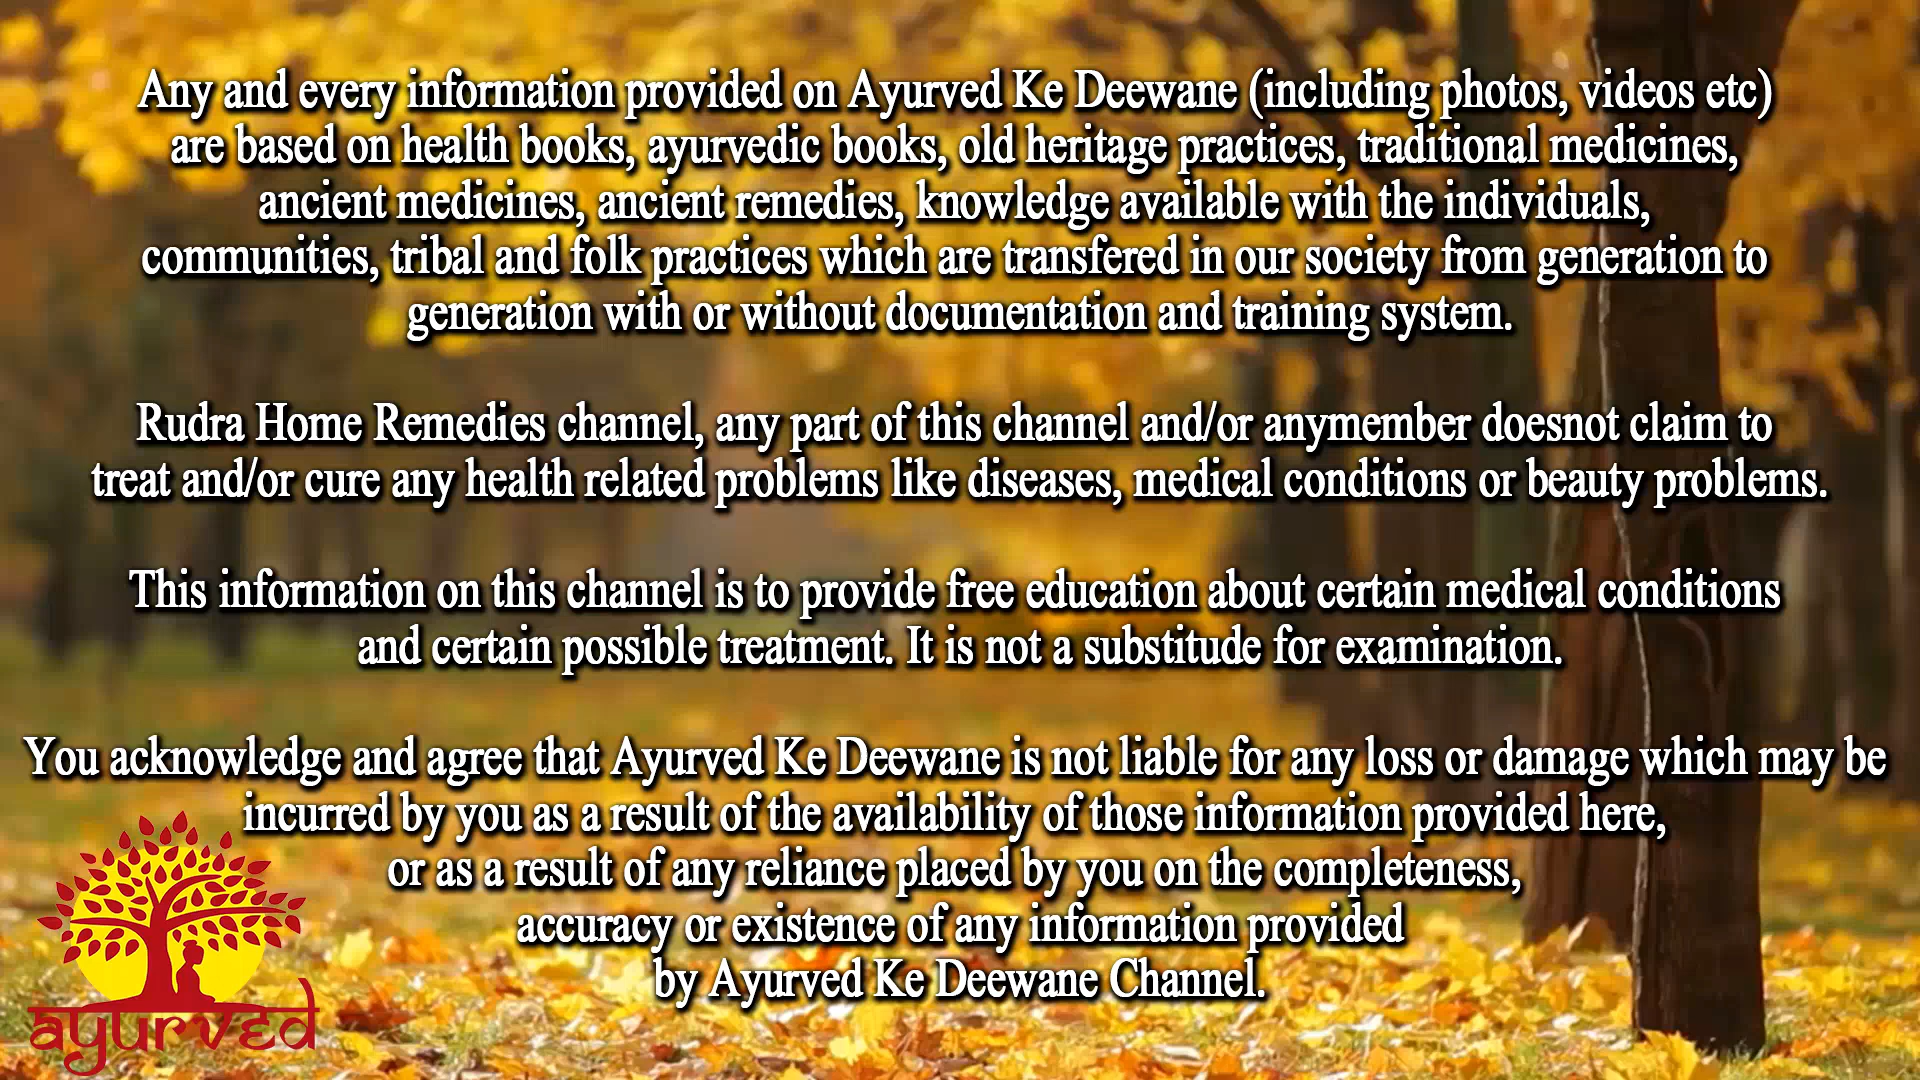 Any and every information provided on Ayurved Ke Deewane (including photos, videos etc)
are based on health books, ayurvedic books, old heritage practices, traditional medicines,
ancient medicines, ancient remedies, knowledge available with the individuals,
communities, tribal and folk practices which are transfered in our society from generation to
generation with or without documentation and training system.
Rudra Home Remedies channel, any part of this channel and/or anymember doesnot claim to
treat and/or cure any health related problems like diseases, medical conditions or beauty problems.
This information on this channel is to provide free education about certain medical conditions
and certain possible treatment. It is not a substitude for examination.
You acknowledge and agree that Ayurved Ke Deewane is not liable for any loss or damage which may be
incurred by you as a result of the availability of those information provided here,
or as a result of any reliance placed by you on the completeness,
accuracy or existence of any information provided
by Ayurved Ke Deewane Channel.
ayurved